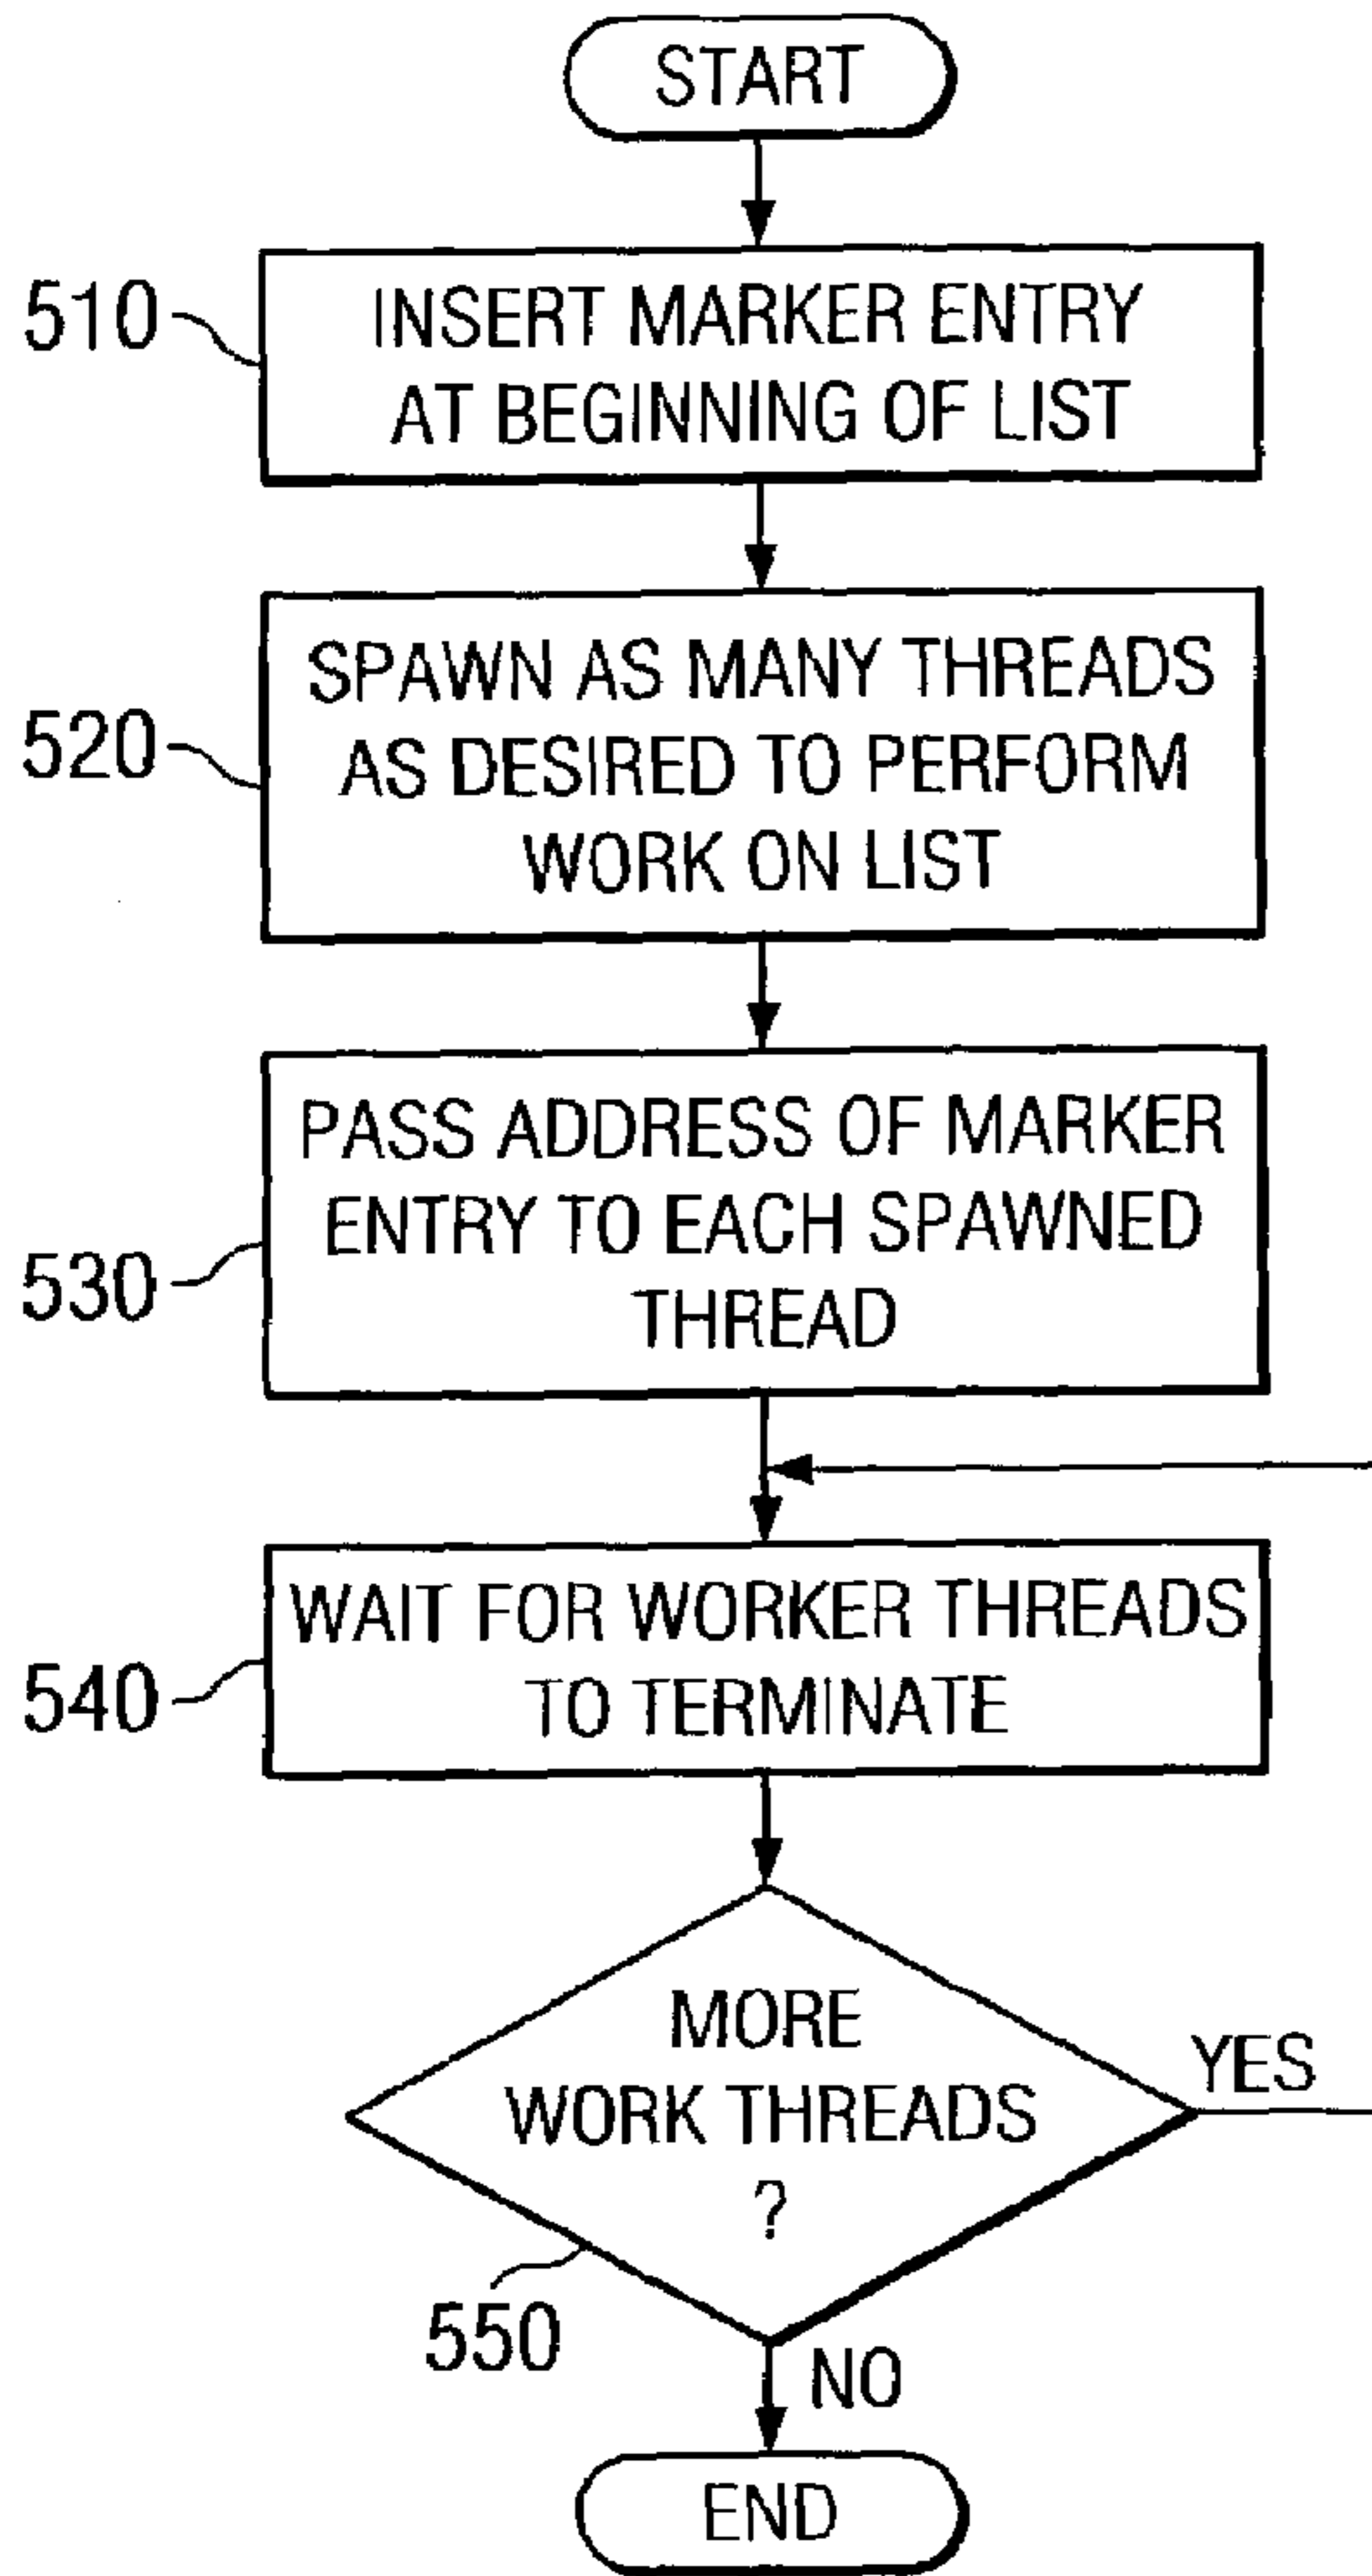 START
510
INSERT MARKER ENTRY
AT BEGINNING OF LIST
520
SPAWN AS MANY THREADS
AS DESIRED TO PERFORM
WORK ON LIST
530
PASS ADDRESS OF MARKER
ENTRY TO EACH SPAWNED
THREAD
540
WAIT FOR WORKER THREADS
TO TERMINATE
550
MORE
WORK THREADS
?
YES
NO
END